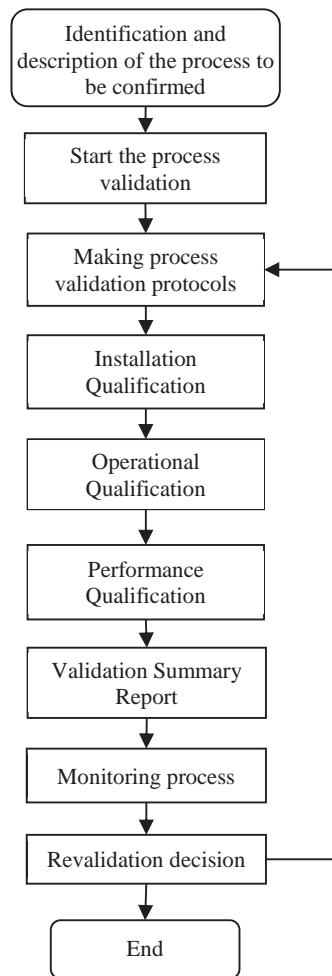 Identification and
description of the process to
be confirmed
Start the process
validation
Making process
validation protocols
Installation
Qualification
Operational
Qualification
Performance
Qualification
Validation Summary
Report
Monitoring process
Revalidation decision
End